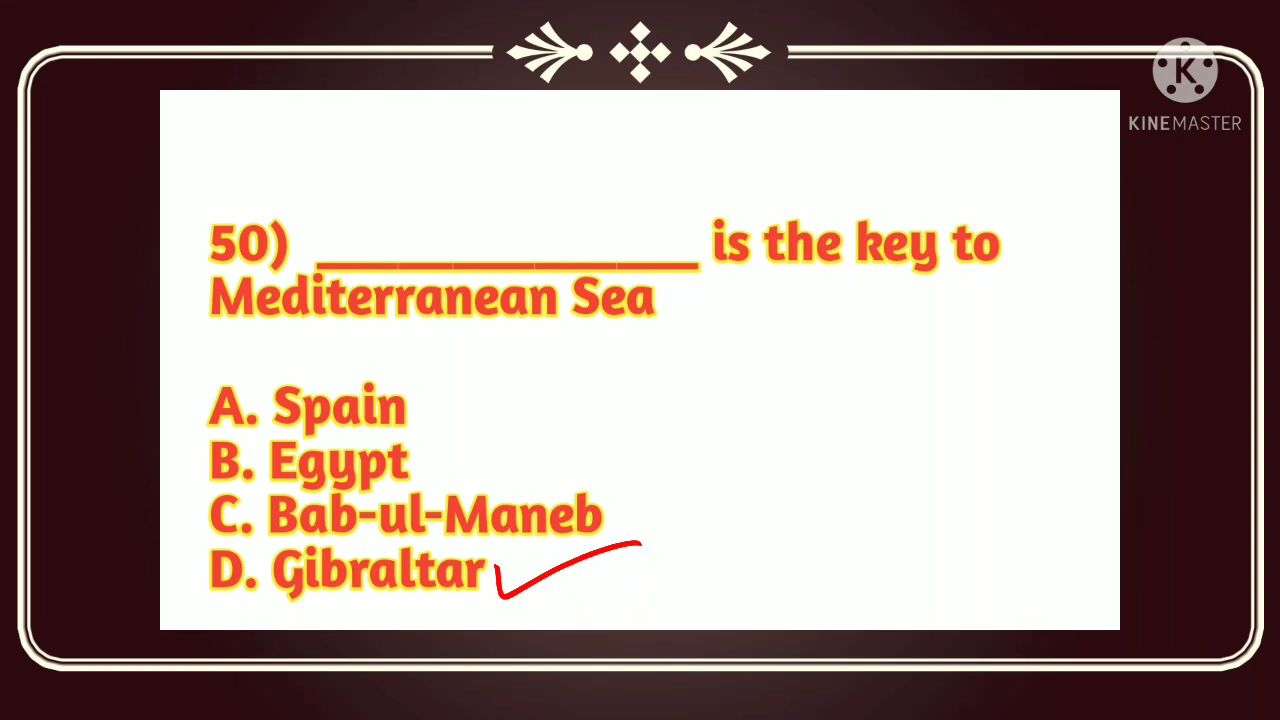 50) ______________ is the key to
Mediterranean Sea
A. Spain
B. Egypt
C. Bab-ul-Maneb
D. Gibraltar
K
KINEMASTER